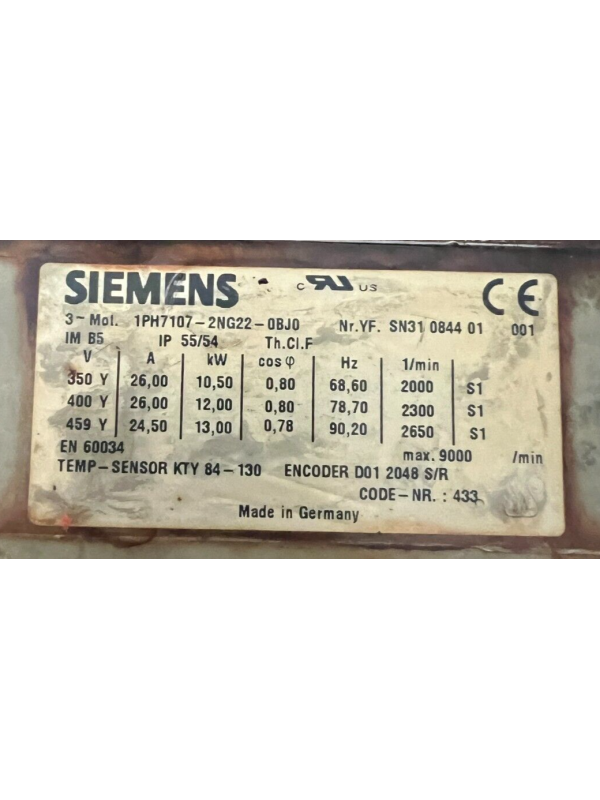 SIEMENS c RU US CE
3~Mot. 1PH7107-2NG22-0BJ0 Nr.YF. SN31 0844 01 001
IM B5 IP 55/54 Th.Cl.F
V A kW cosφ Hz 1/min
350 Y 26,00 10,50 0,80 68,60 2000 S1
400 Y 26,00 12,00 0,80 78,70 2300 S1
459 Y 24,50 13,00 0,78 90,20 2650 S1
EN 60034 max. 9000 /min
TEMP-SENSOR KTY 84-130 ENCODER D01 2048 S/R
CODE-NR. : 433
Made in Germany